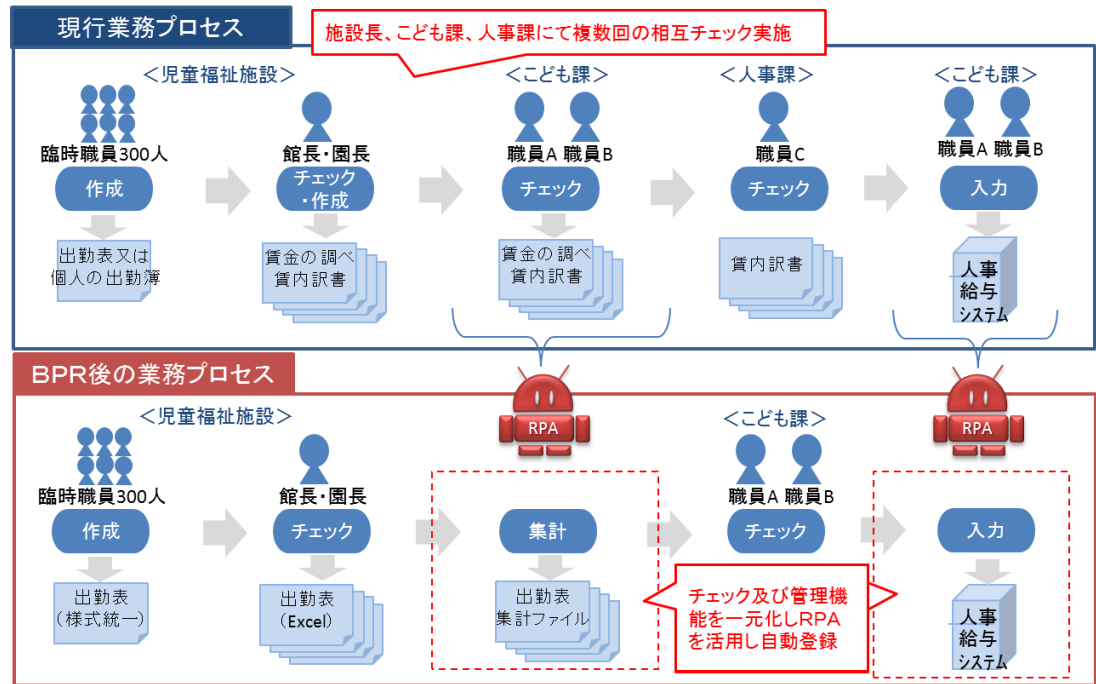 現行業務プロセス
施設長、こども課、人事課にて複数回の相互チェック実施
＜児童福祉施設＞
＜こども課＞
＜人事課＞
＜こども課＞
臨時職員300人
館長・園長
職員A 職員B
職員C
職員A 職員B
作成
チェック
・作成
チェック
チェック
入力
出勤表又は
個人の出勤簿
賃金の調べ
賃内訳書
賃金の調べ
賃内訳書
賃内訳書
人事
給与
システム
BPR後の業務プロセス
RPA
RPA
＜児童福祉施設＞
＜こども課＞
臨時職員300人
館長・園長
職員A 職員B
作成
チェック
集計
チェック
入力
出勤表
（様式統一）
出勤表
(Excel)
出勤表
集計ファイル
チェック及び管理機
能を一元化しRPA
を活用し自動登録
人事
給与
システム